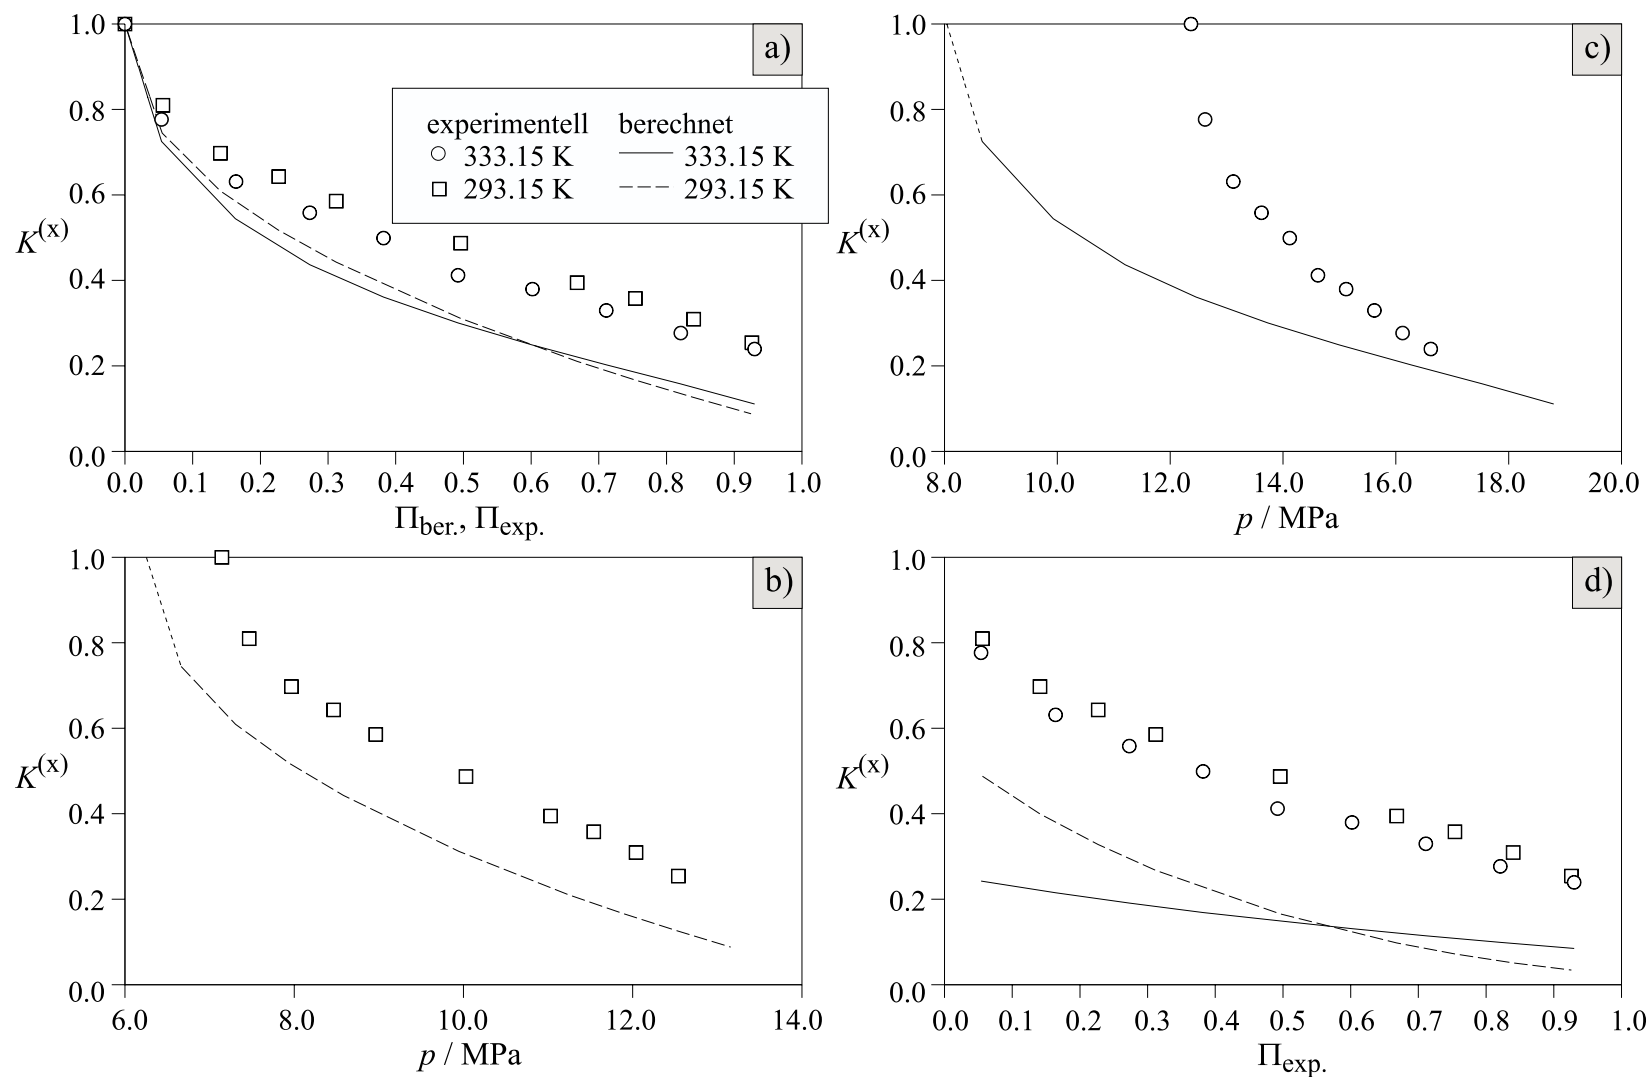 a)
1.0
0.8
0.6
0.4
0.2
0.0
K(x)
experimentell berechnet
333.15 K 333.15 K
293.15 K 293.15 K
0.0 0.1 0.2 0.3 0.4 0.5 0.6 0.7 0.8 0.9 1.0
Πber., Πexp.
c)
1.0
0.8
0.6
0.4
0.2
0.0
K(x)
8.0 10.0 12.0 14.0 16.0 18.0 20.0
p / MPa
b)
1.0
0.8
0.6
0.4
0.2
0.0
K(x)
6.0 8.0 10.0 12.0 14.0
p / MPa
d)
1.0
0.8
0.6
0.4
0.2
0.0
K(x)
0.0 0.1 0.2 0.3 0.4 0.5 0.6 0.7 0.8 0.9 1.0
Πexp.